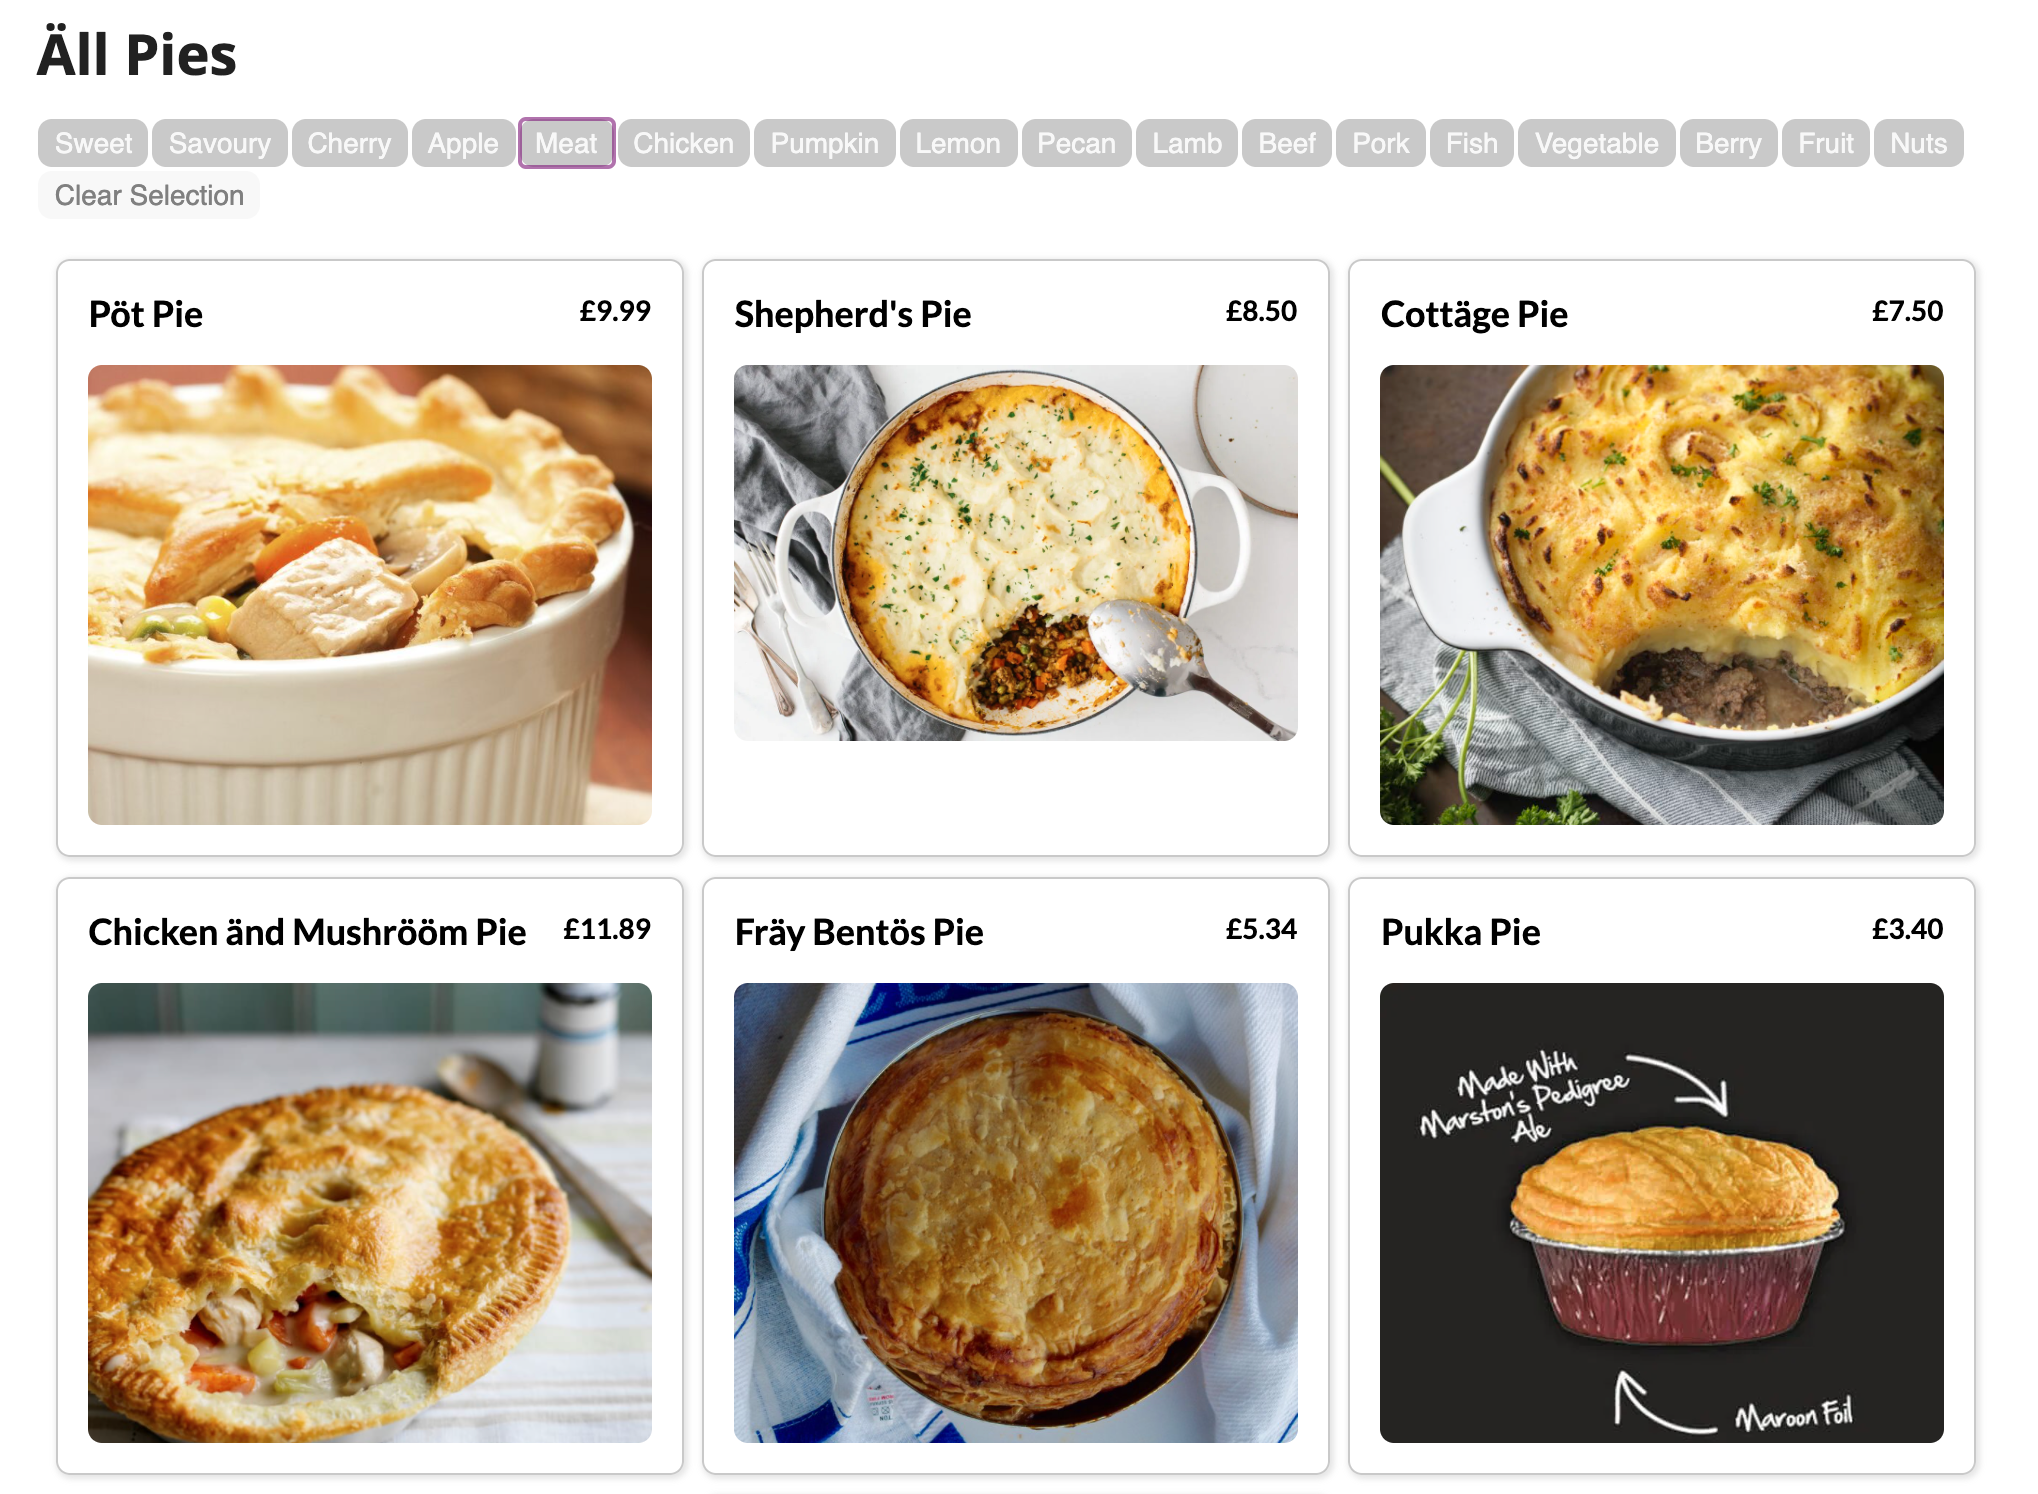 Äll Pies
Sweet Savoury Cherry Apple Meat Chicken Pumpkin Lemon Pecan Lamb Beef Pork Fish Vegetable Berry Fruit Nuts
Clear Selection
Pöt Pie £9.99
Shepherd's Pie £8.50
Cottäge Pie £7.50
Chicken änd Mushrööm Pie £11.89
Fräy Bentös Pie £5.34
Pukka Pie £3.40
Made With
Marston's Pedigree
Ale
Maroon Foil